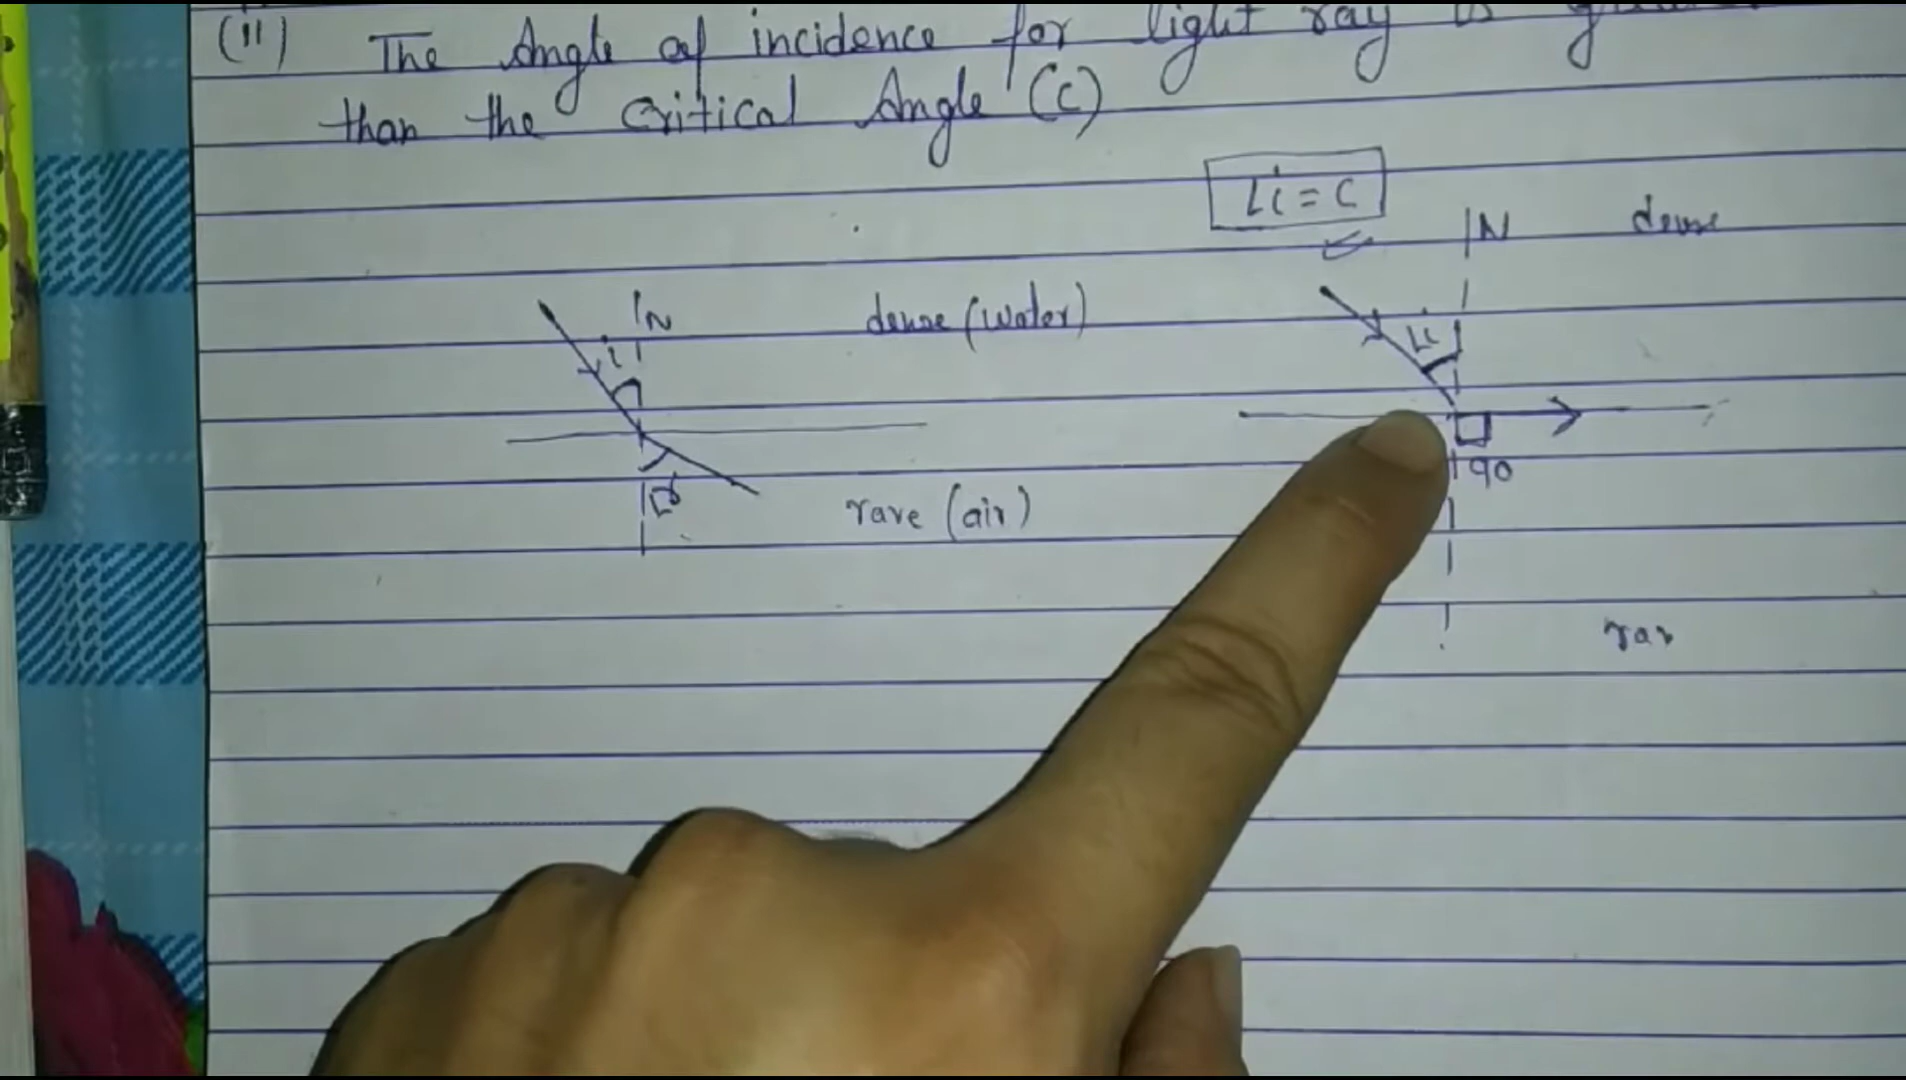 (ii) The Angle of incidence for light ray is
than the critical Angle (C)
∠i = C
N dense
N dense (water)
i
∠i
∠r
90
rare (air)
rar